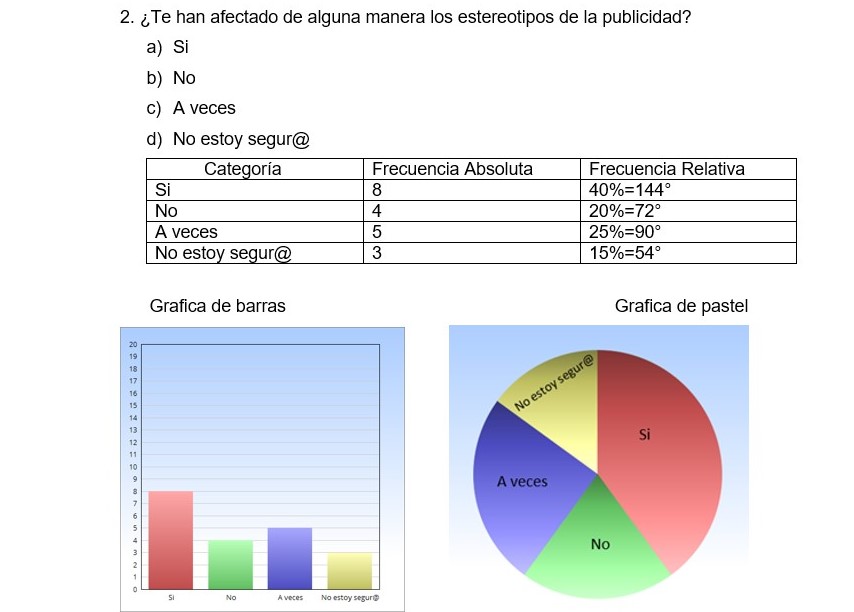 2. ¿Te han afectado de alguna manera los estereotipos de la publicidad?
a) Si
b) No
c) A veces
d) No estoy segur@
Categoría Frecuencia Absoluta Frecuencia Relativa
Si 8 40%=144°
No 4 20%=72°
A veces 5 25%=90°
No estoy segur@ 3 15%=54°
Grafica de barras Grafica de pastel
20
19
18
17
16
15
14
13
12
11
10
9
8
7
6
5
4
3
2
1
0
Si No A veces No estoy segur@
No estoy segur@
Si
A veces
No